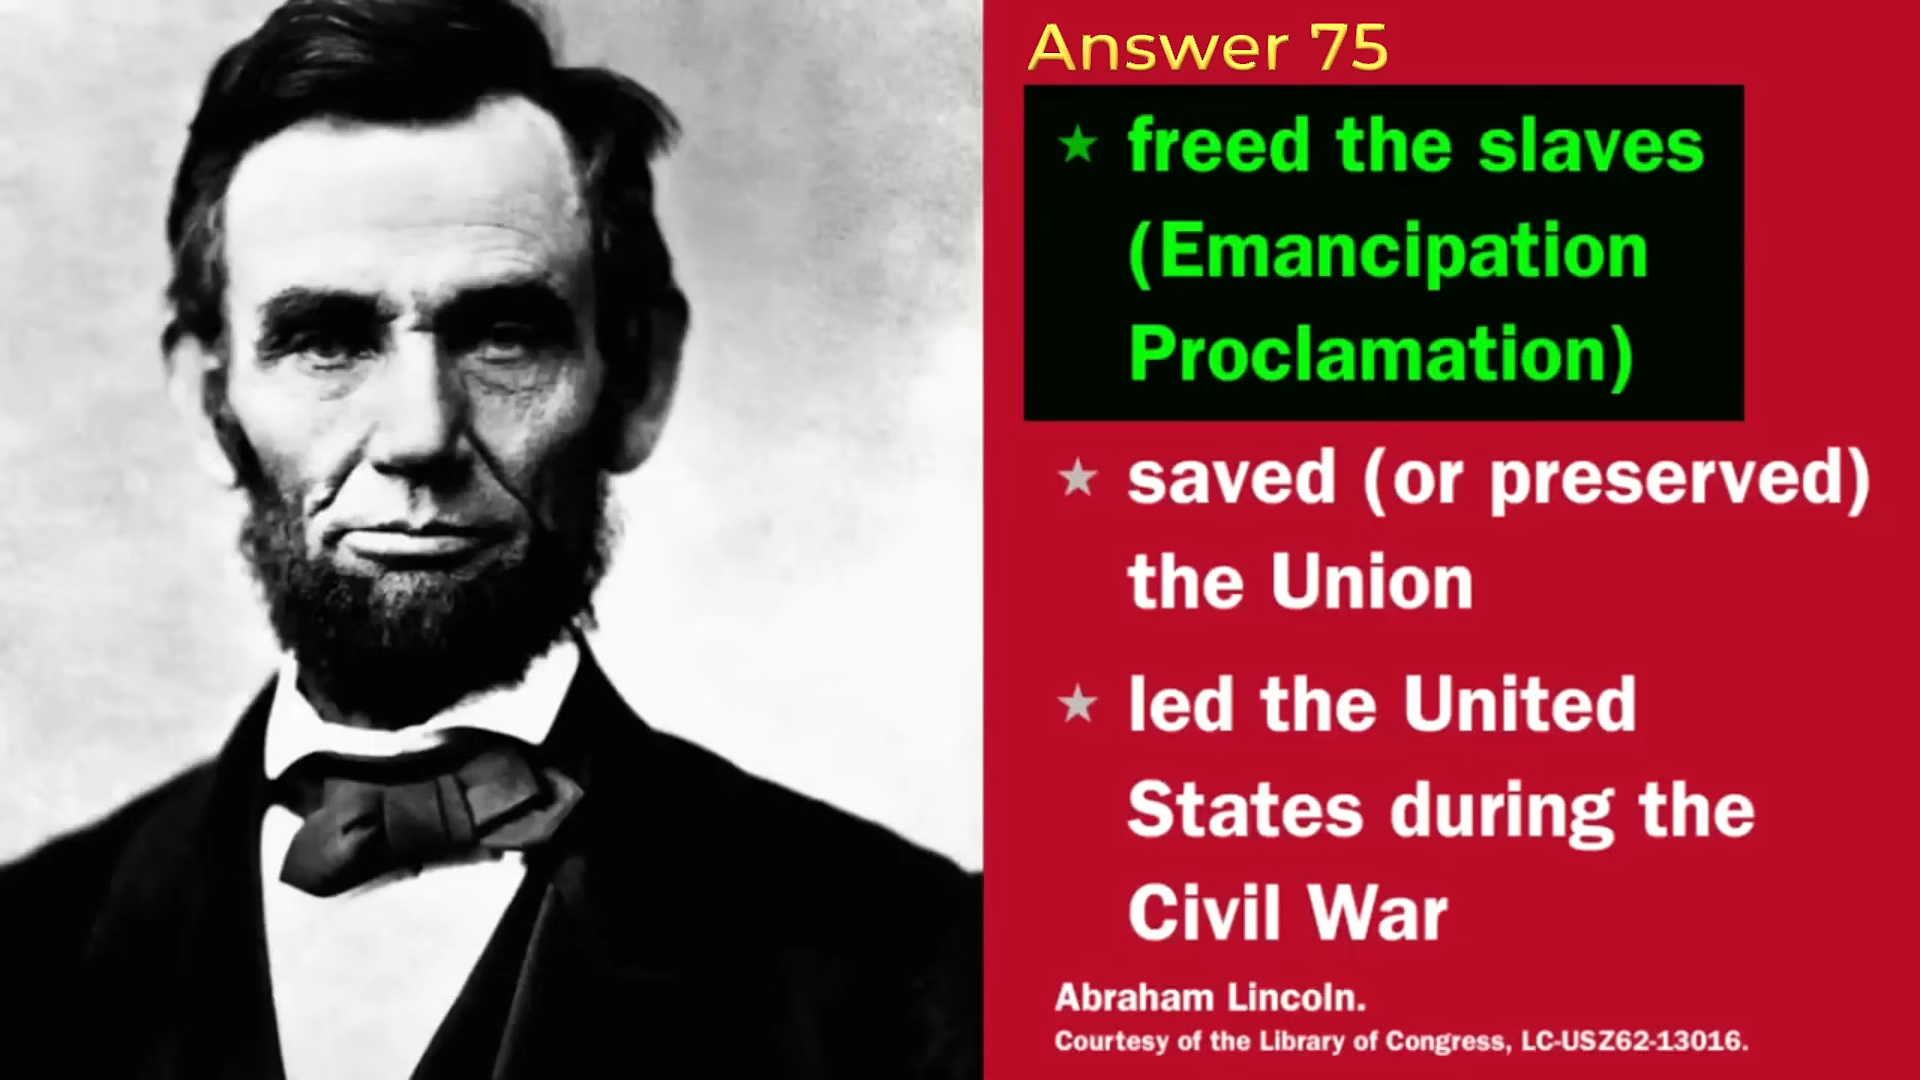 Answer 75
★ freed the slaves
(Emancipation
Proclamation)
★ saved (or preserved)
the Union
★ led the United
States during the
Civil War
Abraham Lincoln.
Courtesy of the Library of Congress, LC-USZ62-13016.